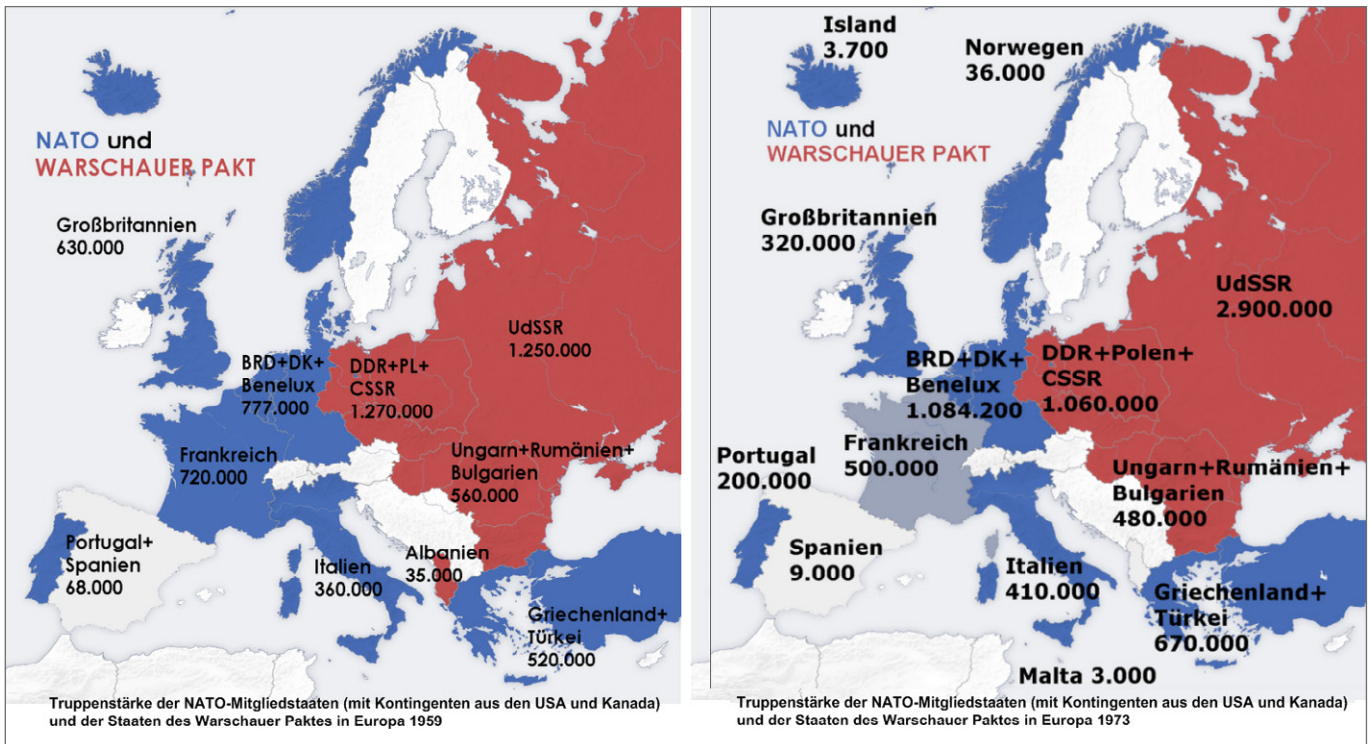 NATO und
WARSCHAUER PAKT
Großbritannien
630.000
UdSSR
1.250.000
BRD+DK+
Benelux
777.000
DDR+PL+
CSSR
1.270.000
Frankreich
720.000
Ungarn+Rumänien+
Bulgarien
560.000
Portugal+
Spanien
68.000
Italien
360.000
Albanien
35.000
Griechenland+
Türkei
520.000
Truppenstärke der NATO-Mitgliedstaaten (mit Kontingenten aus den USA und Kanada)
und der Staaten des Warschauer Paktes in Europa 1959
Island
3.700
Norwegen
36.000
NATO und
WARSCHAUER PAKT
Großbritannien
320.000
UdSSR
2.900.000
BRD+DK+
Benelux
1.084.200
DDR+Polen+
CSSR
1.060.000
Frankreich
500.000
Portugal
200.000
Ungarn+Rumänien+
Bulgarien
480.000
Spanien
9.000
Italien
410.000
Griechenland+
Türkei
670.000
Malta 3.000
Truppenstärke der NATO-Mitgliedstaaten (mit Kontingenten aus den USA und Kanada)
und der Staaten des Warschauer Paktes in Europa 1973